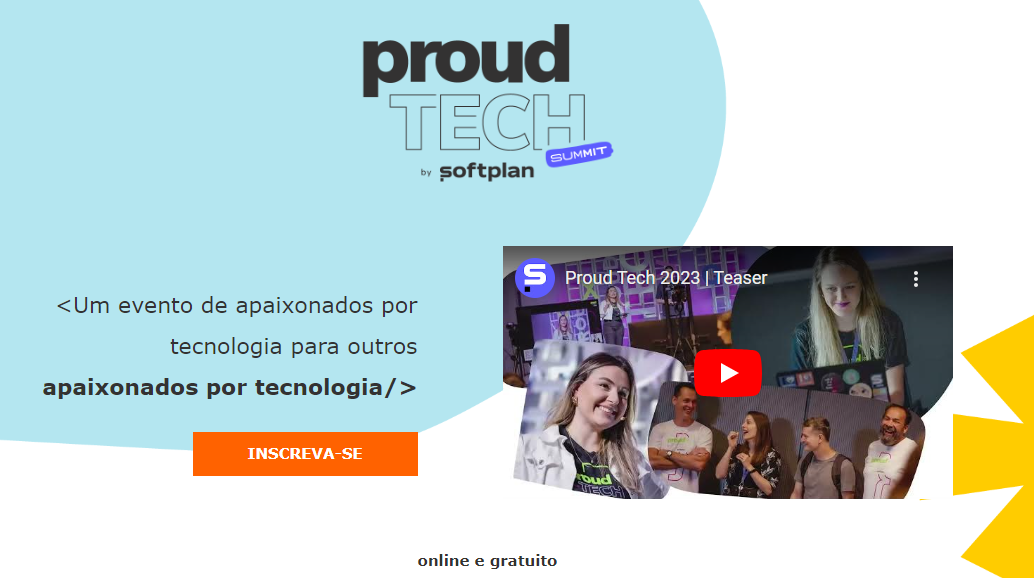 proud
TECH
SUMMIT
by softplan
<Um evento de apaixonados por
tecnologia para outros
apaixonados por tecnologia/>
INSCREVA-SE
S
Proud Tech 2023 | Teaser
TECH
online e gratuito